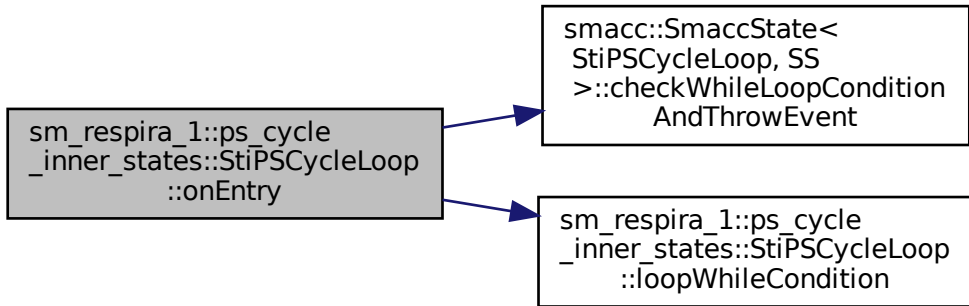 sm_respira_1::ps_cycle
_inner_states::StiPSCycleLoop
::onEntry
smacc::SmaccState<
StiPSCycleLoop, SS
>::checkWhileLoopCondition
AndThrowEvent
sm_respira_1::ps_cycle
_inner_states::StiPSCycleLoop
::loopWhileCondition